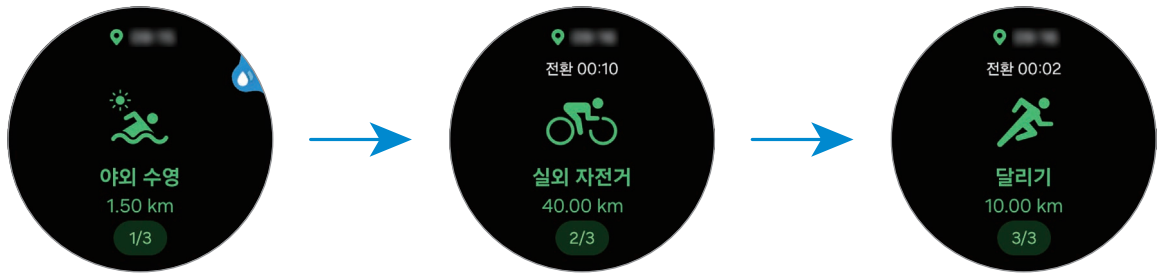 야외 수영
1.50 km
1/3
전환 00:10
실외 자전거
40.00 km
2/3
전환 00:02
달리기
10.00 km
3/3